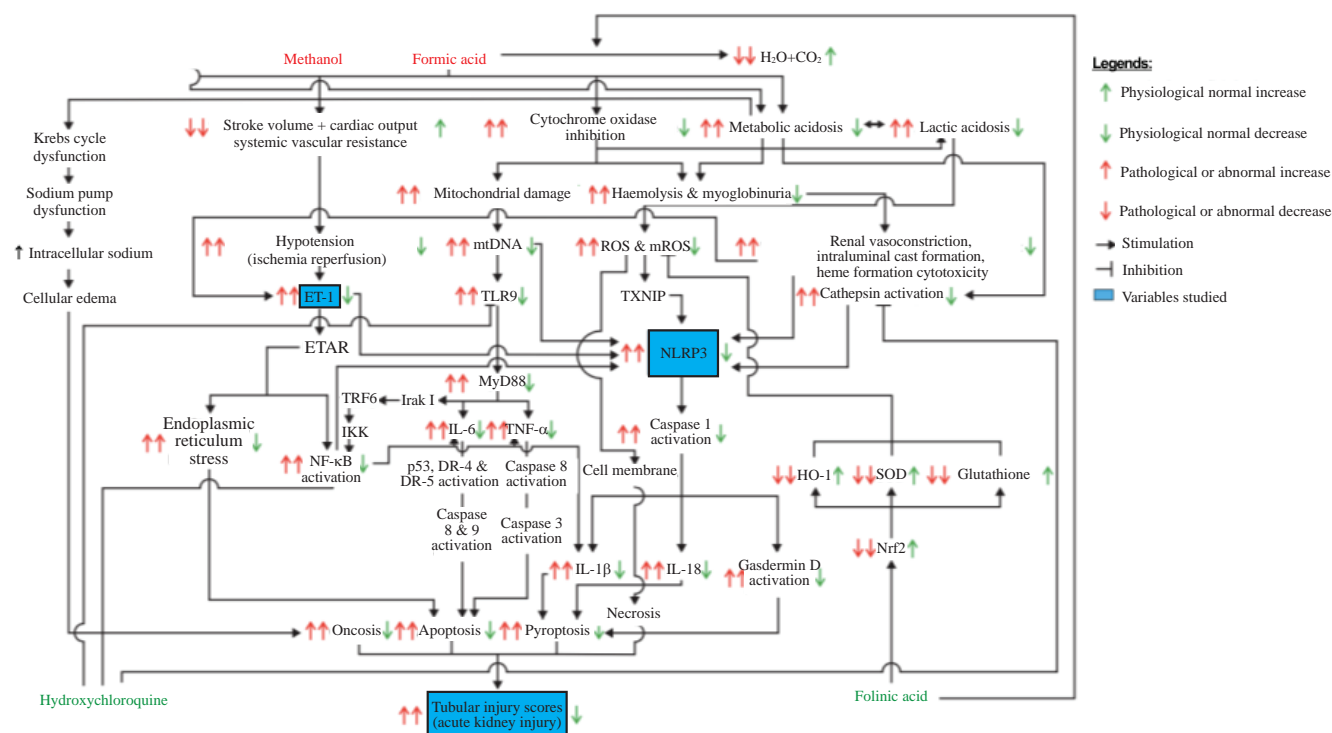 Methanol
Formic acid
H₂O+CO₂
Legends:
Physiological normal increase
Physiological normal decrease
Pathological or abnormal increase
Pathological or abnormal decrease
Stimulation
Inhibition
Variables studied
Krebs cycle
dysfunction
Sodium pump
dysfunction
Intracellular sodium
Cellular edema
Stroke volume + cardiac output
systemic vascular resistance
Cytochrome oxidase
inhibition
Metabolic acidosis
Lactic acidosis
Mitochondrial damage
Haemolysis & myoglobinuria
Hypotension
(ischemia reperfusion)
mtDNA
ROS & mROS
Renal vasoconstriction,
intraluminal cast formation,
heme formation cytotoxicity
Cathepsin activation
ET-1
TLR9
TXNIP
ETAR
NLRP3
MyD88
TRF6
Irak I
IKK
Endoplasmic
reticulum
stress
NF-κB
activation
IL-6
TNF-α
Caspase 1
activation
p53, DR-4 &
DR-5 activation
Caspase 8
activation
Cell membrane
HO-1
SOD
Glutathione
Caspase
8 & 9
activation
Caspase 3
activation
Nrf2
IL-1β
IL-18
Gasdermin D
activation
Necrosis
Oncosis
Apoptosis
Pyroptosis
Hydroxychloroquine
Folinic acid
Tubular injury scores
(acute kidney injury)